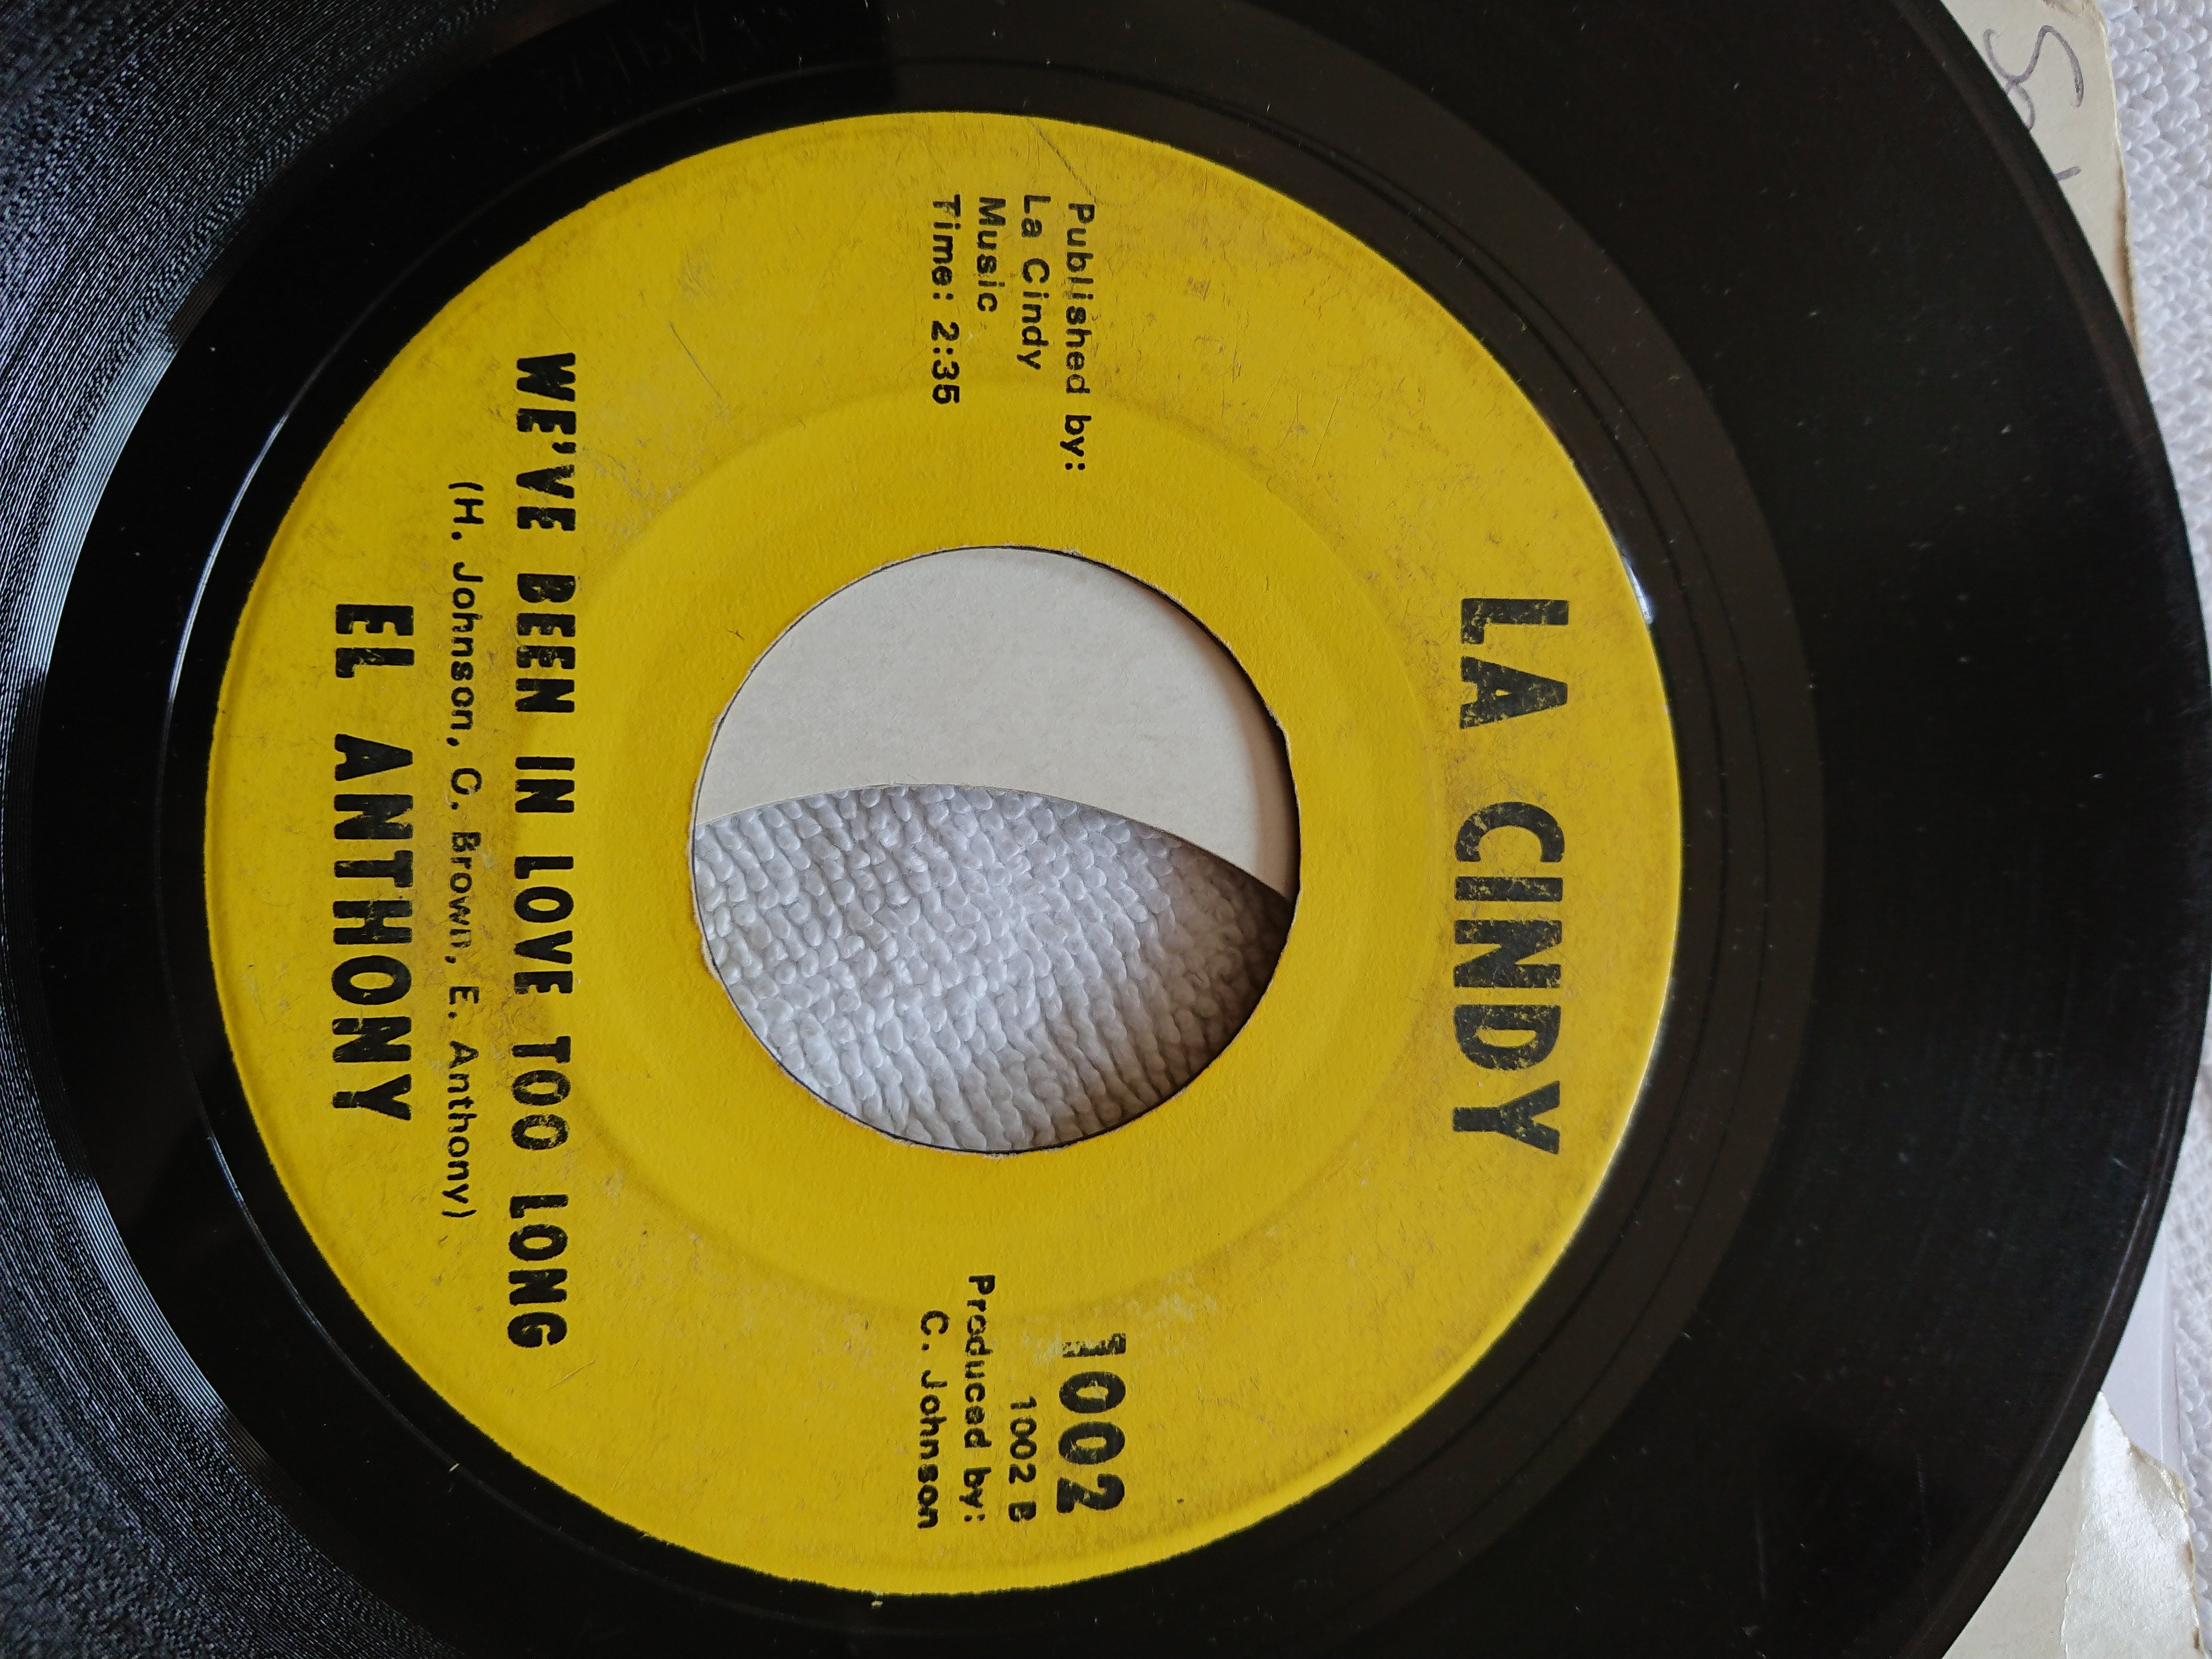 LA CINDY
Published by:
La Cindy
Music
Time: 2:35
1002
1002 B
Produced by:
C. Johnson
WE'VE BEEN IN LOVE TOO LONG
(H. Johnson, C. Brown, E. Anthony)
EL ANTHONY